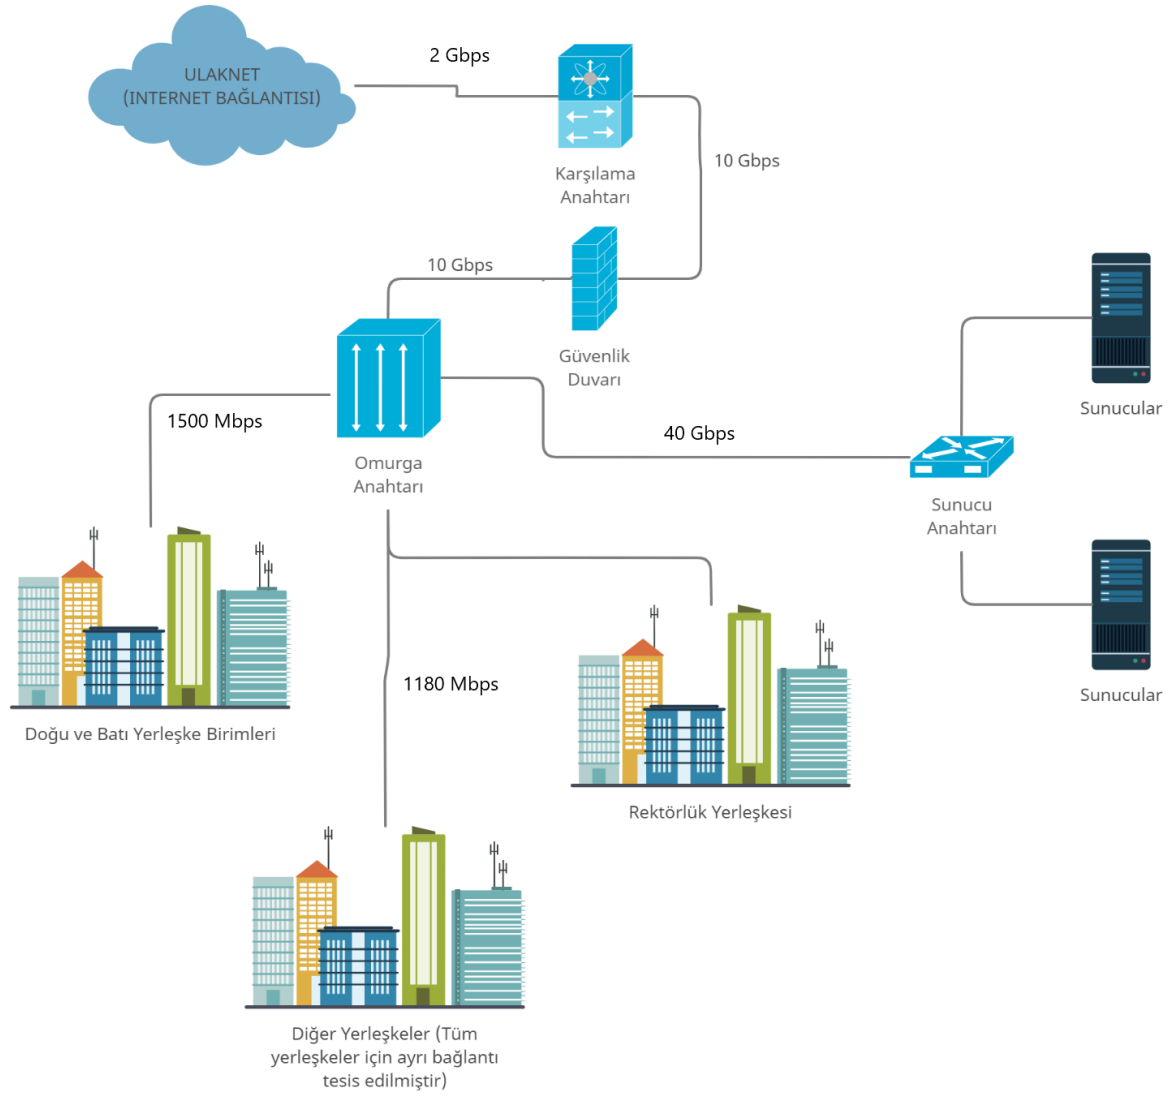 ULAKNET
(INTERNET BAĞLANTISI)
2 Gbps
Karşılama
Anahtarı
10 Gbps
10 Gbps
Güvenlik
Duvarı
Sunucular
1500 Mbps
40 Gbps
Omurga
Anahtarı
Sunucu
Anahtarı
1180 Mbps
Sunucular
Doğu ve Batı Yerleşke Birimleri
Rektörlük Yerleşkesi
Diğer Yerleşkeler (Tüm
yerleşkeler için ayrı bağlantı
tesis edilmiştir)